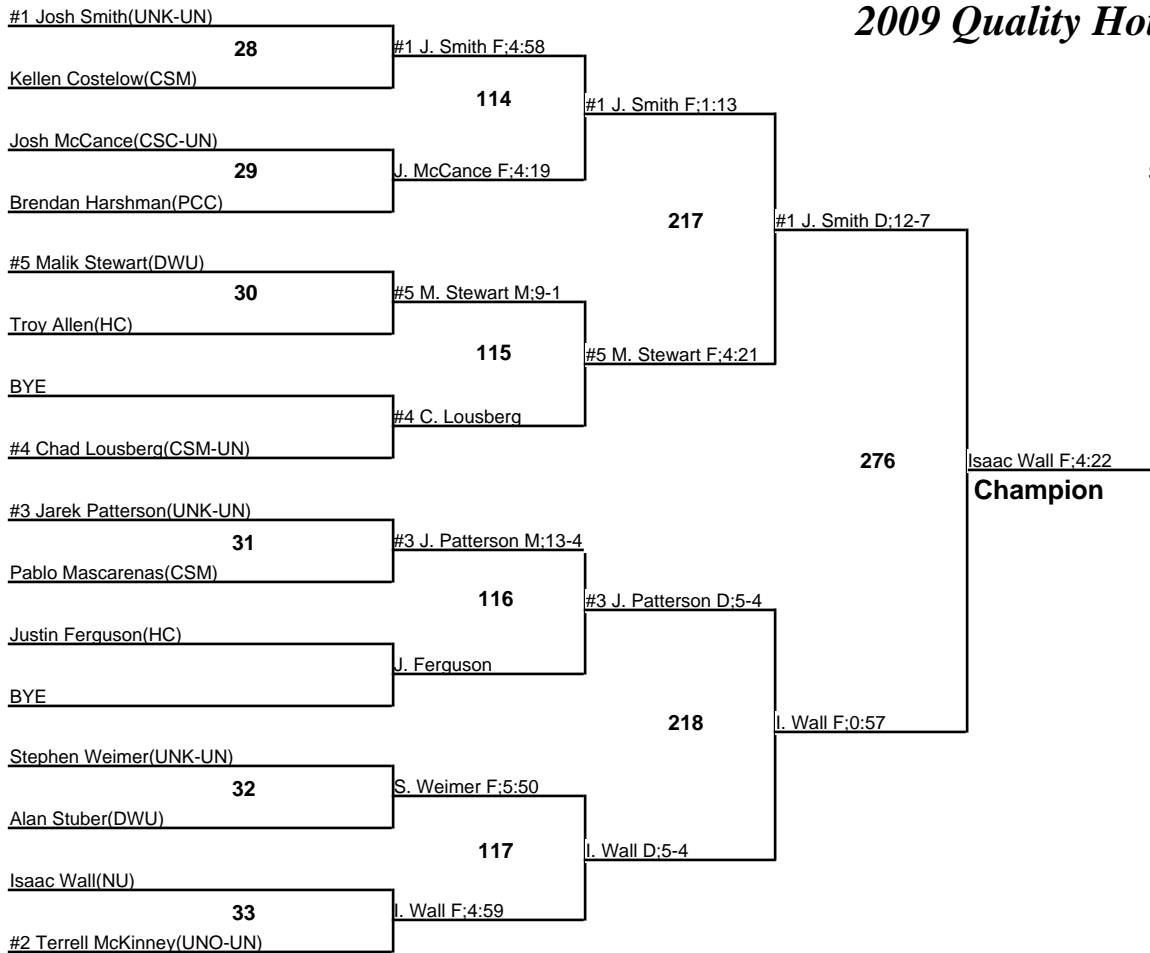 2009 Quality Ho
#1 Josh Smith(UNK-UN)
28
Kellen Costelow(CSM)
Josh McCance(CSC-UN)
29
Brendan Harshman(PCC)
#5 Malik Stewart(DWU)
30
Troy Allen(HC)
BYE
#4 Chad Lousberg(CSM-UN)
#3 Jarek Patterson(UNK-UN)
31
Pablo Mascarenas(CSM)
Justin Ferguson(HC)
BYE
Stephen Weimer(UNK-UN)
32
Alan Stuber(DWU)
Isaac Wall(NU)
33
#2 Terrell McKinney(UNO-UN)
#1 J. Smith F;4:58
114
J. McCance F;4:19
#5 M. Stewart M;9-1
115
#4 C. Lousberg
#3 J. Patterson M;13-4
116
J. Ferguson
S. Weimer F;5:50
117
I. Wall F;4:59
#1 J. Smith F;1:13
217
#5 M. Stewart F;4:21
#3 J. Patterson D;5-4
218
I. Wall D;5-4
#1 J. Smith D;12-7
276
I. Wall F;0:57
Isaac Wall F;4:22
Champion